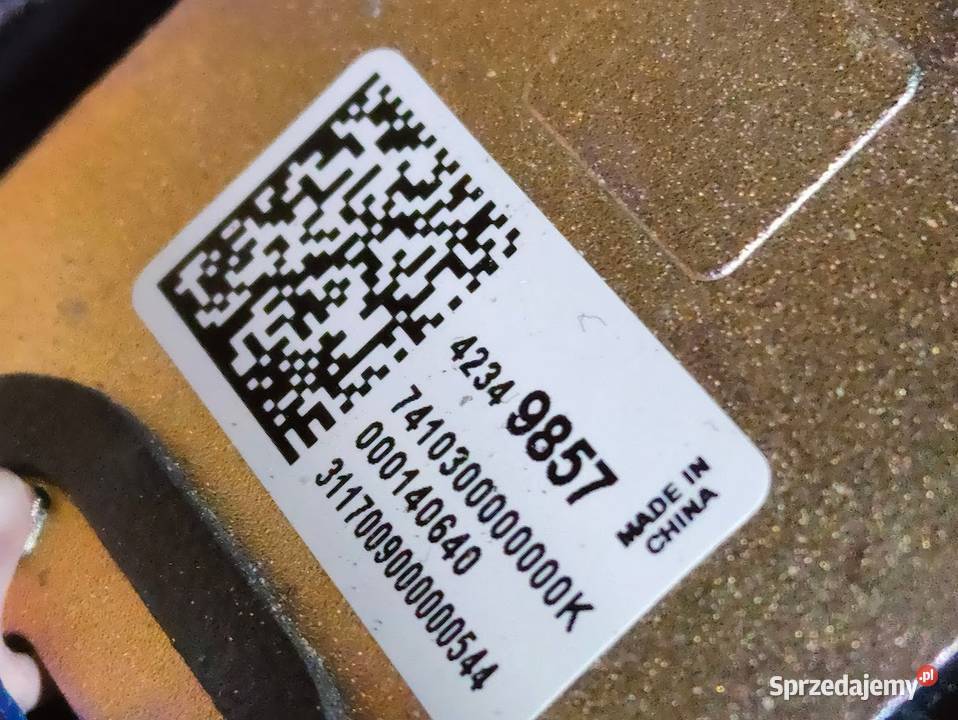 4234 9857
7410300000000K
000140640
3117009000000544
MADE IN
CHINA
Sprzedajemy.pl